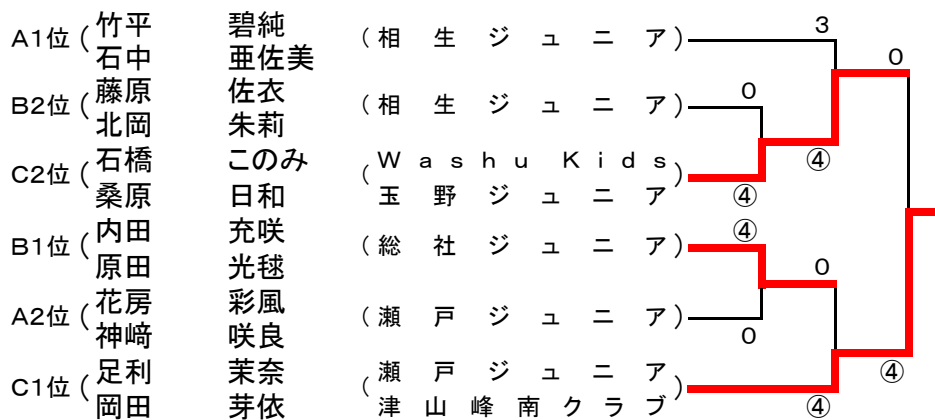 3
A1位 ( 竹平 碧純 ( 相生ジュニア )
石中 亜佐美
0
0
B2位 ( 藤原 佐衣 ( 相生ジュニア )
北岡 朱莉
④
C2位 ( 石橋 このみ ( Washu Kids )
桑原 日和 玉野ジュニア
④
④
B1位 ( 内田 充咲 ( 総社ジュニア )
原田 光毬
0
A2位 ( 花房 彩風 ( 瀬戸ジュニア )
神﨑 咲良
0
④
C1位 ( 足利 茉奈 ( 瀬戸ジュニア )
岡田 芽依 津山峰南クラブ
④